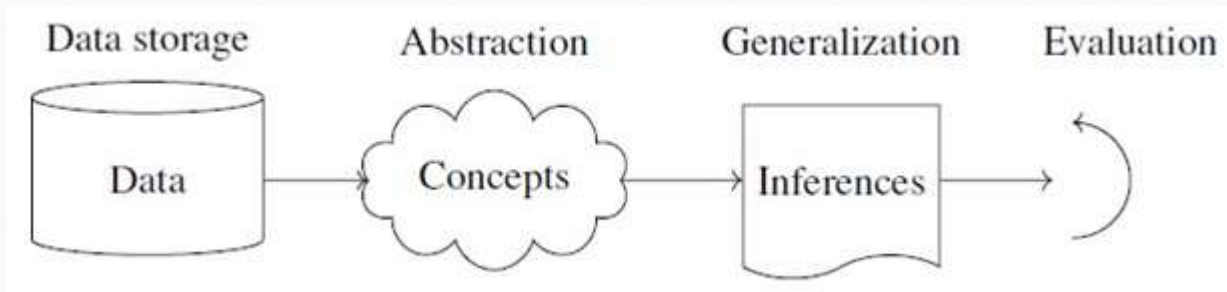 Data storage
Abstraction
Generalization
Evaluation
Data
Concepts
Inferences